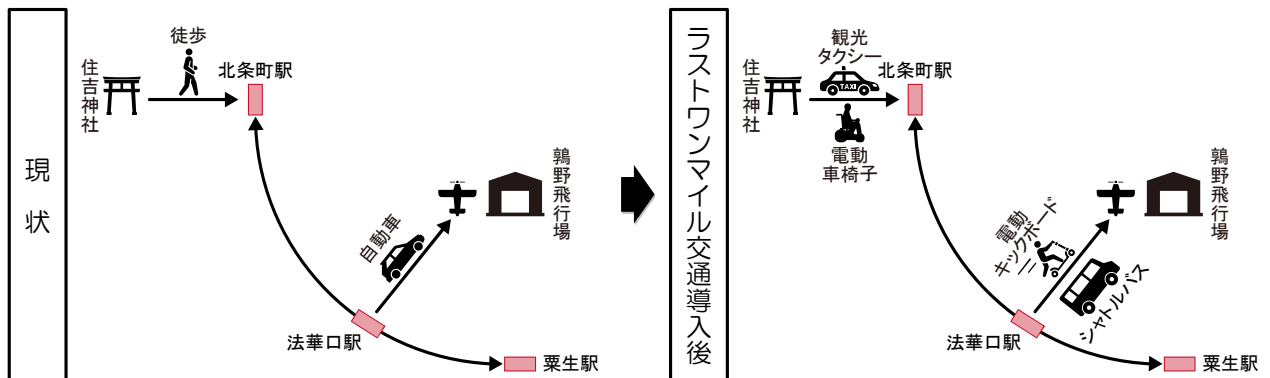 現状
住吉神社
徒歩
北条町駅
自動車
鶉野飛行場
法華口駅
粟生駅
ラストワンマイル交通導入後
住吉神社
観光
タクシー
TAXI
電動
車椅子
北条町駅
電動
キックボード
シャトルバス
鶉野飛行場
法華口駅
粟生駅